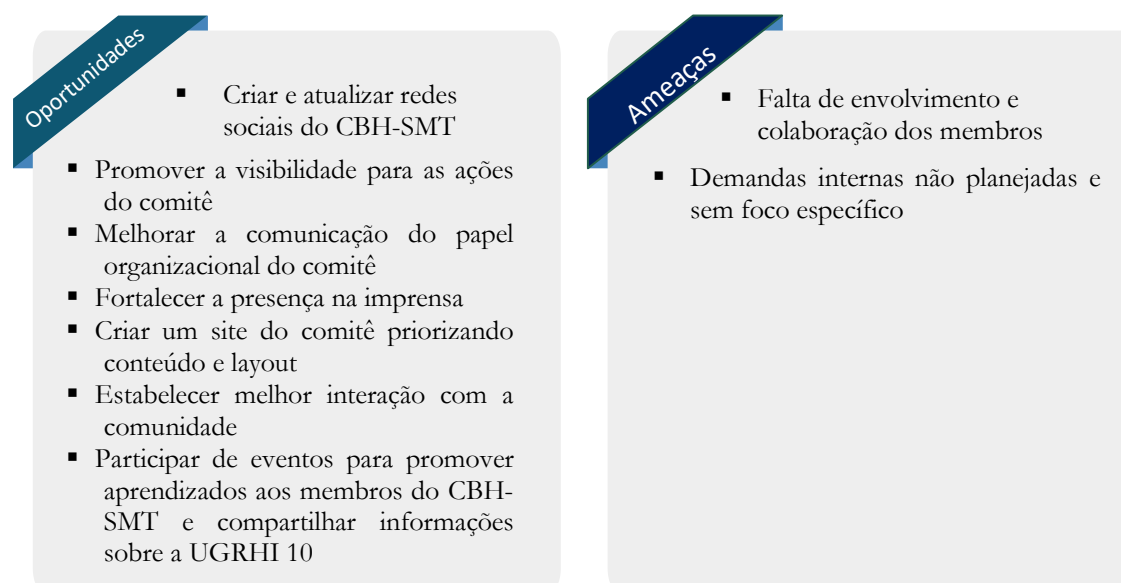 Oportunidades
▪ Criar e atualizar redes
sociais do CBH-SMT
▪ Promover a visibilidade para as ações
do comitê
▪ Melhorar a comunicação do papel
organizacional do comitê
▪ Fortalecer a presença na imprensa
▪ Criar um site do comitê priorizando
conteúdo e layout
▪ Estabelecer melhor interação com a
comunidade
▪ Participar de eventos para promover
aprendizados aos membros do CBH-
SMT e compartilhar informações
sobre a UGRHI 10
Ameaças
▪ Falta de envolvimento e
colaboração dos membros
▪ Demandas internas não planejadas e
sem foco específico